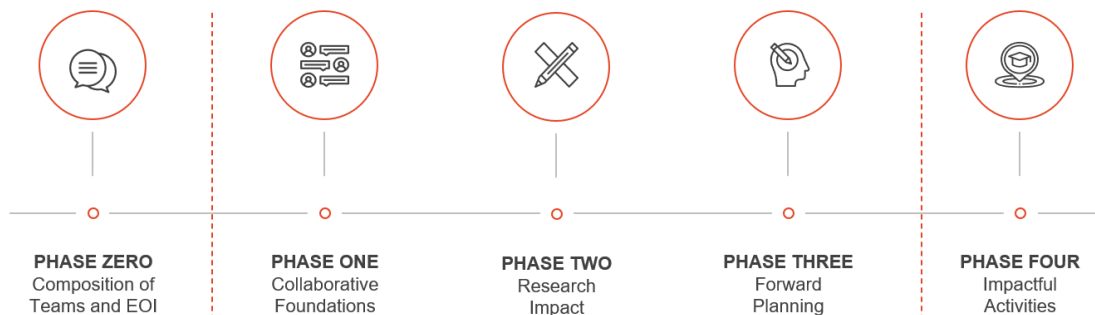 PHASE ZERO
Composition of
Teams and EOI
PHASE ONE
Collaborative
Foundations
PHASE TWO
Research
Impact
PHASE THREE
Forward
Planning
PHASE FOUR
Impactful
Activities